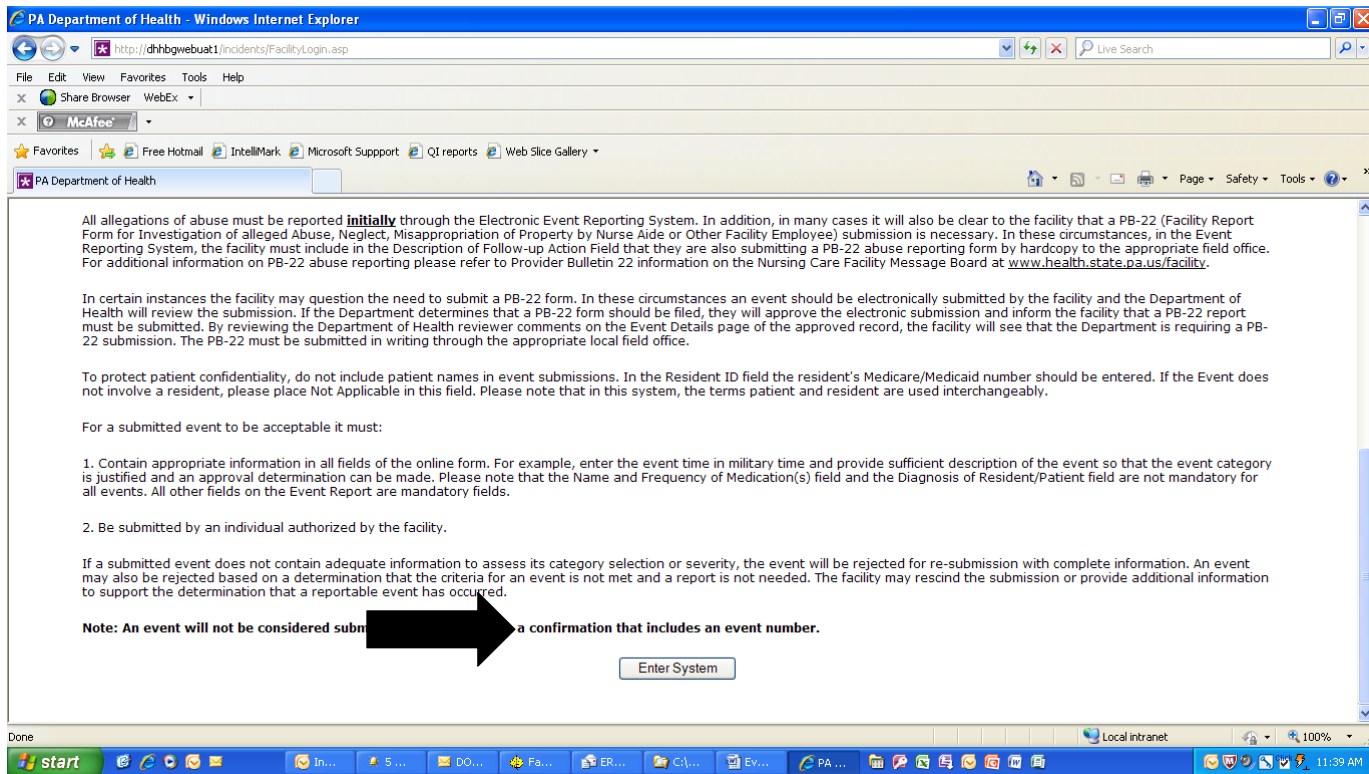 PA Department of Health - Windows Internet Explorer
http://dhhbgwebuat1/incidents/FacilityLogin.asp
Live Search
File Edit View Favorites Tools Help
x Share Browser WebEx
x McAfee
Favorites Free Hotmail IntelliMark Microsoft Suppport QI reports Web Slice Gallery
PA Department of Health
Page Safety Tools
All allegations of abuse must be reported initially through the Electronic Event Reporting System. In addition, in many cases it will also be clear to the facility that a PB-22 (Facility Report
Form for Investigation of alleged Abuse, Neglect, Misappropriation of Property by Nurse Aide or Other Facility Employee) submission is necessary. In these circumstances, in the Event
Reporting System, the facility must include in the Description of Follow-up Action Field that they are also submitting a PB-22 abuse reporting form by hardcopy to the appropriate field office.
For additional information on PB-22 abuse reporting please refer to Provider Bulletin 22 information on the Nursing Care Facility Message Board at www.health.state.pa.us/facility.
In certain instances the facility may question the need to submit a PB-22 form. In these circumstances an event should be electronically submitted by the facility and the Department of
Health will review the submission. If the Department determines that a PB-22 form should be filed, they will approve the electronic submission and inform the facility that a PB-22 report
must be submitted. By reviewing the Department of Health reviewer comments on the Event Details page of the approved record, the facility will see that the Department is requiring a PB-
22 submission. The PB-22 must be submitted in writing through the appropriate local field office.
To protect patient confidentiality, do not include patient names in event submissions. In the Resident ID field the resident's Medicare/Medicaid number should be entered. If the Event does
not involve a resident, please place Not Applicable in this field. Please note that in this system, the terms patient and resident are used interchangeably.
For a submitted event to be acceptable it must:
1. Contain appropriate information in all fields of the online form. For example, enter the event time in military time and provide sufficient description of the event so that the event category
is justified and an approval determination can be made. Please note that the Name and Frequency of Medication(s) field and the Diagnosis of Resident/Patient field are not mandatory for
all events. All other fields on the Event Report are mandatory fields.
2. Be submitted by an individual authorized by the facility.
If a submitted event does not contain adequate information to assess its category selection or severity, the event will be rejected for re-submission with complete information. An event
may also be rejected based on a determination that the criteria for an event is not met and a report is not needed. The facility may rescind the submission or provide additional information
to support the determination that a reportable event has occurred.
Note: An event will not be considered subm a confirmation that includes an event number.
Enter System
Done Local intranet 100%
start In... 5 ... DO... Fa... ER... C:\... Ev... PA ... 11:39 AM